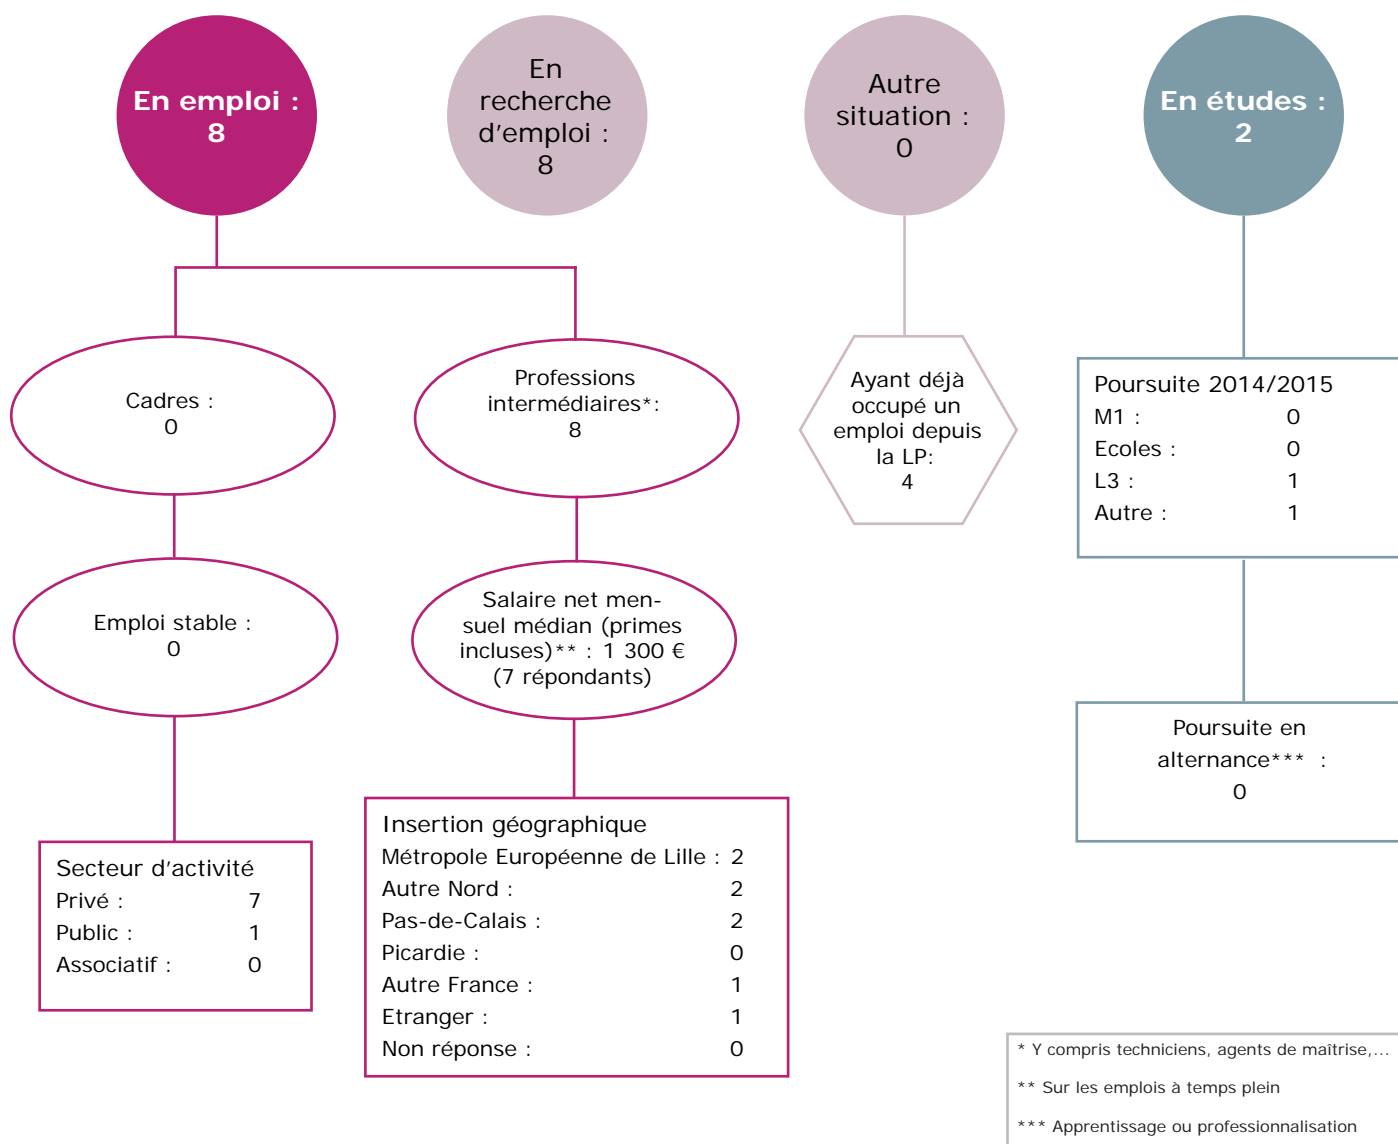 En emploi :
8
En
recherche
d'emploi :
8
Autre
situation :
0
En études :
2
Cadres :
0
Professions
intermédiaires*:
8
Ayant déjà
occupé un
emploi depuis
la LP:
4
Poursuite 2014/2015
M1 : 0
Ecoles : 0
L3 : 1
Autre : 1
Emploi stable :
0
Salaire net men-
suel médian (primes
incluses)** : 1 300 €
(7 répondants)
Poursuite en
alternance*** :
0
Secteur d'activité
Privé : 7
Public : 1
Associatif : 0
Insertion géographique
Métropole Européenne de Lille : 2
Autre Nord : 2
Pas-de-Calais : 2
Picardie : 0
Autre France : 1
Etranger : 1
Non réponse : 0
* Y compris techniciens, agents de maîtrise,...
** Sur les emplois à temps plein
*** Apprentissage ou professionnalisation